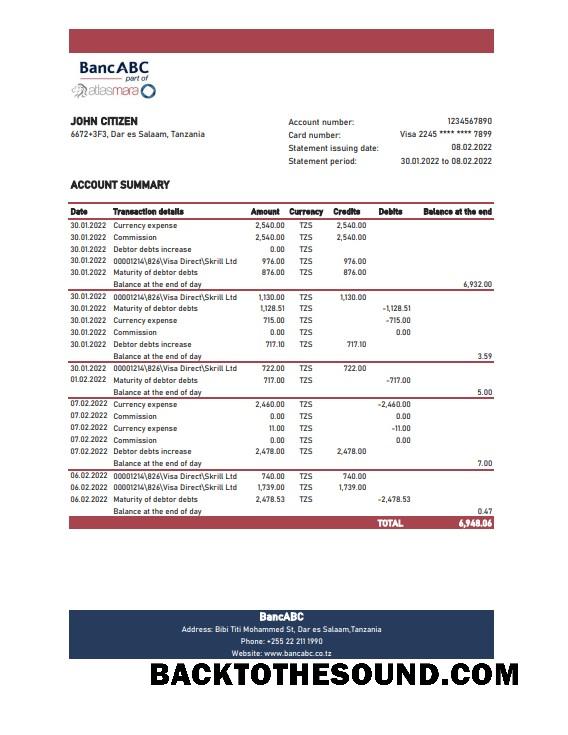 BancABC
part of
atlasmara
JOHN CITIZEN
6672+3F3, Dar es Salaam, Tanzania
Account number: 1234567890
Card number: Visa 2245 **** **** 7899
Statement issuing date: 08.02.2022
Statement period: 30.01.2022 to 08.02.2022
ACCOUNT SUMMARY
Date Transaction details Amount Currency Credits Debits Balance at the end
30.01.2022 Currency expense 2,540.00 TZS 2,540.00
30.01.2022 Commission 2,540.00 TZS 2,540.00
30.01.2022 Debtor debts increase 0.00 TZS
30.01.2022 00001214\826\Visa Direct\Skrill Ltd 976.00 TZS 976.00
30.01.2022 Maturity of debtor debts 876.00 TZS 876.00
Balance at the end of day 6,932.00
30.01.2022 00001214\826\Visa Direct\Skrill Ltd 1,130.00 TZS 1,130.00
30.01.2022 Maturity of debtor debts 1,128.51 TZS -1,128.51
30.01.2022 Currency expense 715.00 TZS -715.00
30.01.2022 Commission 0.00 TZS 0.00
30.01.2022 Debtor debts increase 717.10 TZS 717.10
Balance at the end of day 3.59
30.01.2022 00001214\826\Visa Direct\Skrill Ltd 722.00 TZS 722.00
01.02.2022 Maturity of debtor debts 717.00 TZS -717.00
Balance at the end of day 5.00
07.02.2022 Currency expense 2,460.00 TZS -2,460.00
07.02.2022 Commission 0.00 TZS 0.00
07.02.2022 Currency expense 11.00 TZS -11.00
07.02.2022 Commission 0.00 TZS 0.00
07.02.2022 Debtor debts increase 2,478.00 TZS 2,478.00
Balance at the end of day 7.00
06.02.2022 00001214\826\Visa Direct\Skrill Ltd 740.00 TZS 740.00
06.02.2022 00001214\826\Visa Direct\Skrill Ltd 1,739.00 TZS 1,739.00
06.02.2022 Maturity of debtor debts 2,478.53 TZS -2,478.53
Balance at the end of day 0.47
TOTAL 6,948.06
BancABC
Address: Bibi Titi Mohammed St, Dar es Salaam,Tanzania
Phone: +255 22 211 1990
Website: www.bancabc.co.tz
BACKTOTHESOUND.COM